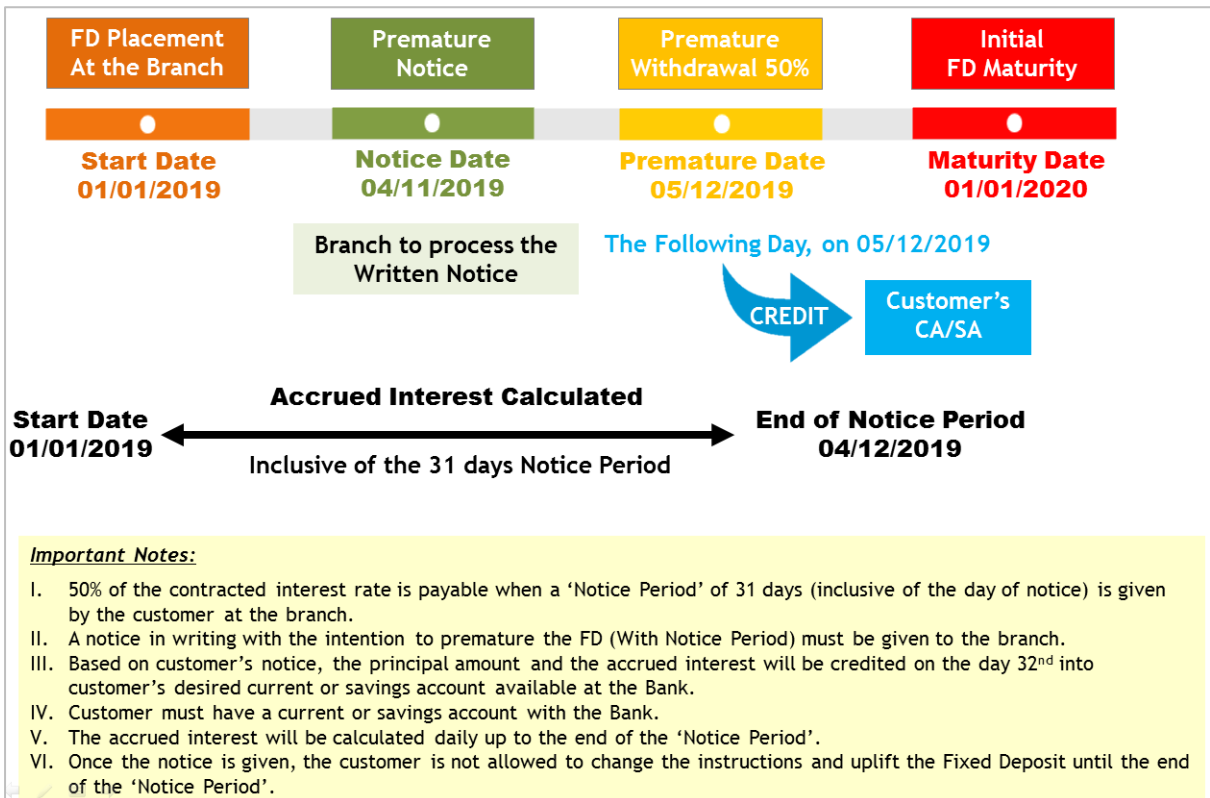 FD Placement
At the Branch
Premature
Notice
Premature
Withdrawal 50%
Initial
FD Maturity
Start Date
01/01/2019
Notice Date
04/11/2019
Premature Date
05/12/2019
Maturity Date
01/01/2020
Branch to process the
Written Notice
The Following Day, on 05/12/2019
CREDIT
Customer’s
CA/SA
Accrued Interest Calculated
Start Date
01/01/2019
End of Notice Period
04/12/2019
Inclusive of the 31 days Notice Period
Important Notes:
I. 50% of the contracted interest rate is payable when a ‘Notice Period’ of 31 days (inclusive of the day of notice) is given
by the customer at the branch.
II. A notice in writing with the intention to premature the FD (With Notice Period) must be given to the branch.
III. Based on customer’s notice, the principal amount and the accrued interest will be credited on the day 32nd into
customer’s desired current or savings account available at the Bank.
IV. Customer must have a current or savings account with the Bank.
V. The accrued interest will be calculated daily up to the end of the ‘Notice Period’.
VI. Once the notice is given, the customer is not allowed to change the instructions and uplift the Fixed Deposit until the end
of the ‘Notice Period’.